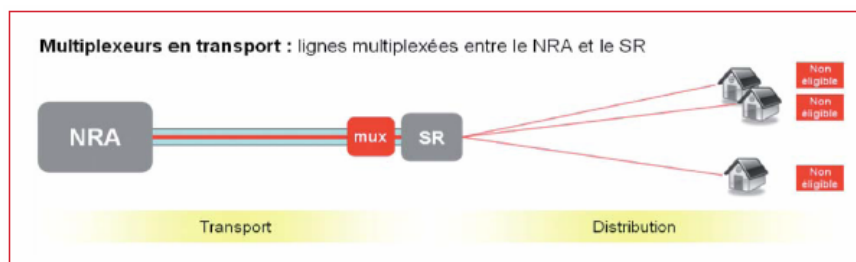 Multiplexeurs en transport : lignes multiplexées entre le NRA et le SR
Non
éligible
Non
éligible
NRA
mux
SR
Non
éligible
Transport
Distribution